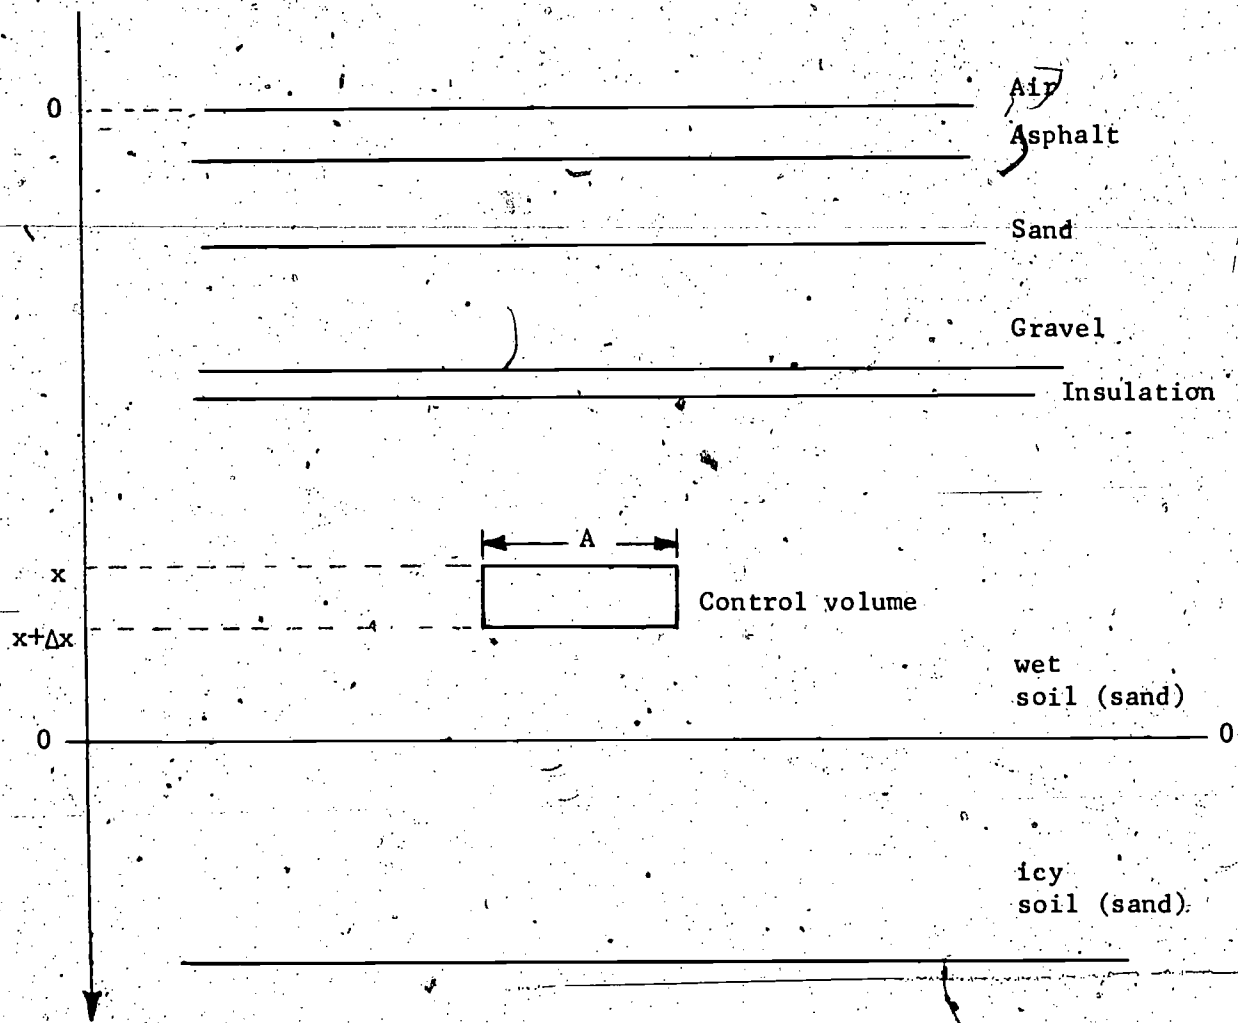 Air
0
Asphalt
Sand
Gravel
Insulation
A
x
Control volume
x+Δx
wet
soil (sand)
0
0
icy
soil (sand)